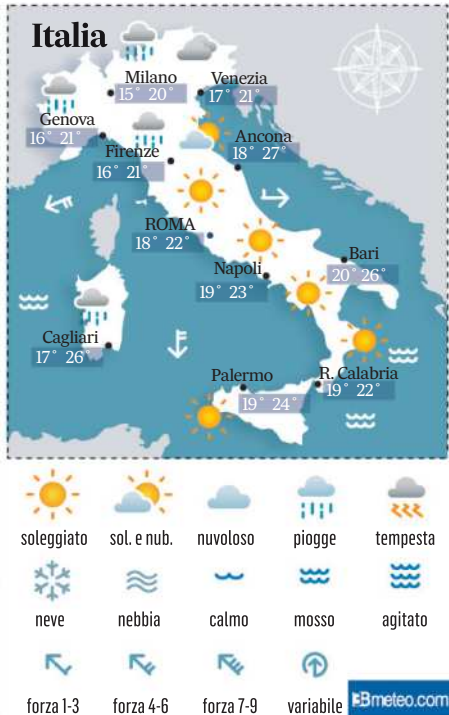 Italia
Milano
15° 20°
Venezia
17° 21°
Genova
16° 21°
Firenze
16° 21°
Ancona
18° 27°
ROMA
18° 22°
Napoli
19° 23°
Bari
20° 26°
Cagliari
17° 26°
Palermo
19° 24°
R. Calabria
19° 22°
soleggiato sol. e nub. nuvoloso piogge tempesta
neve nebbia calmo mosso agitato
forza 1-3 forza 4-6 forza 7-9 variabile
3Bmeteo.com